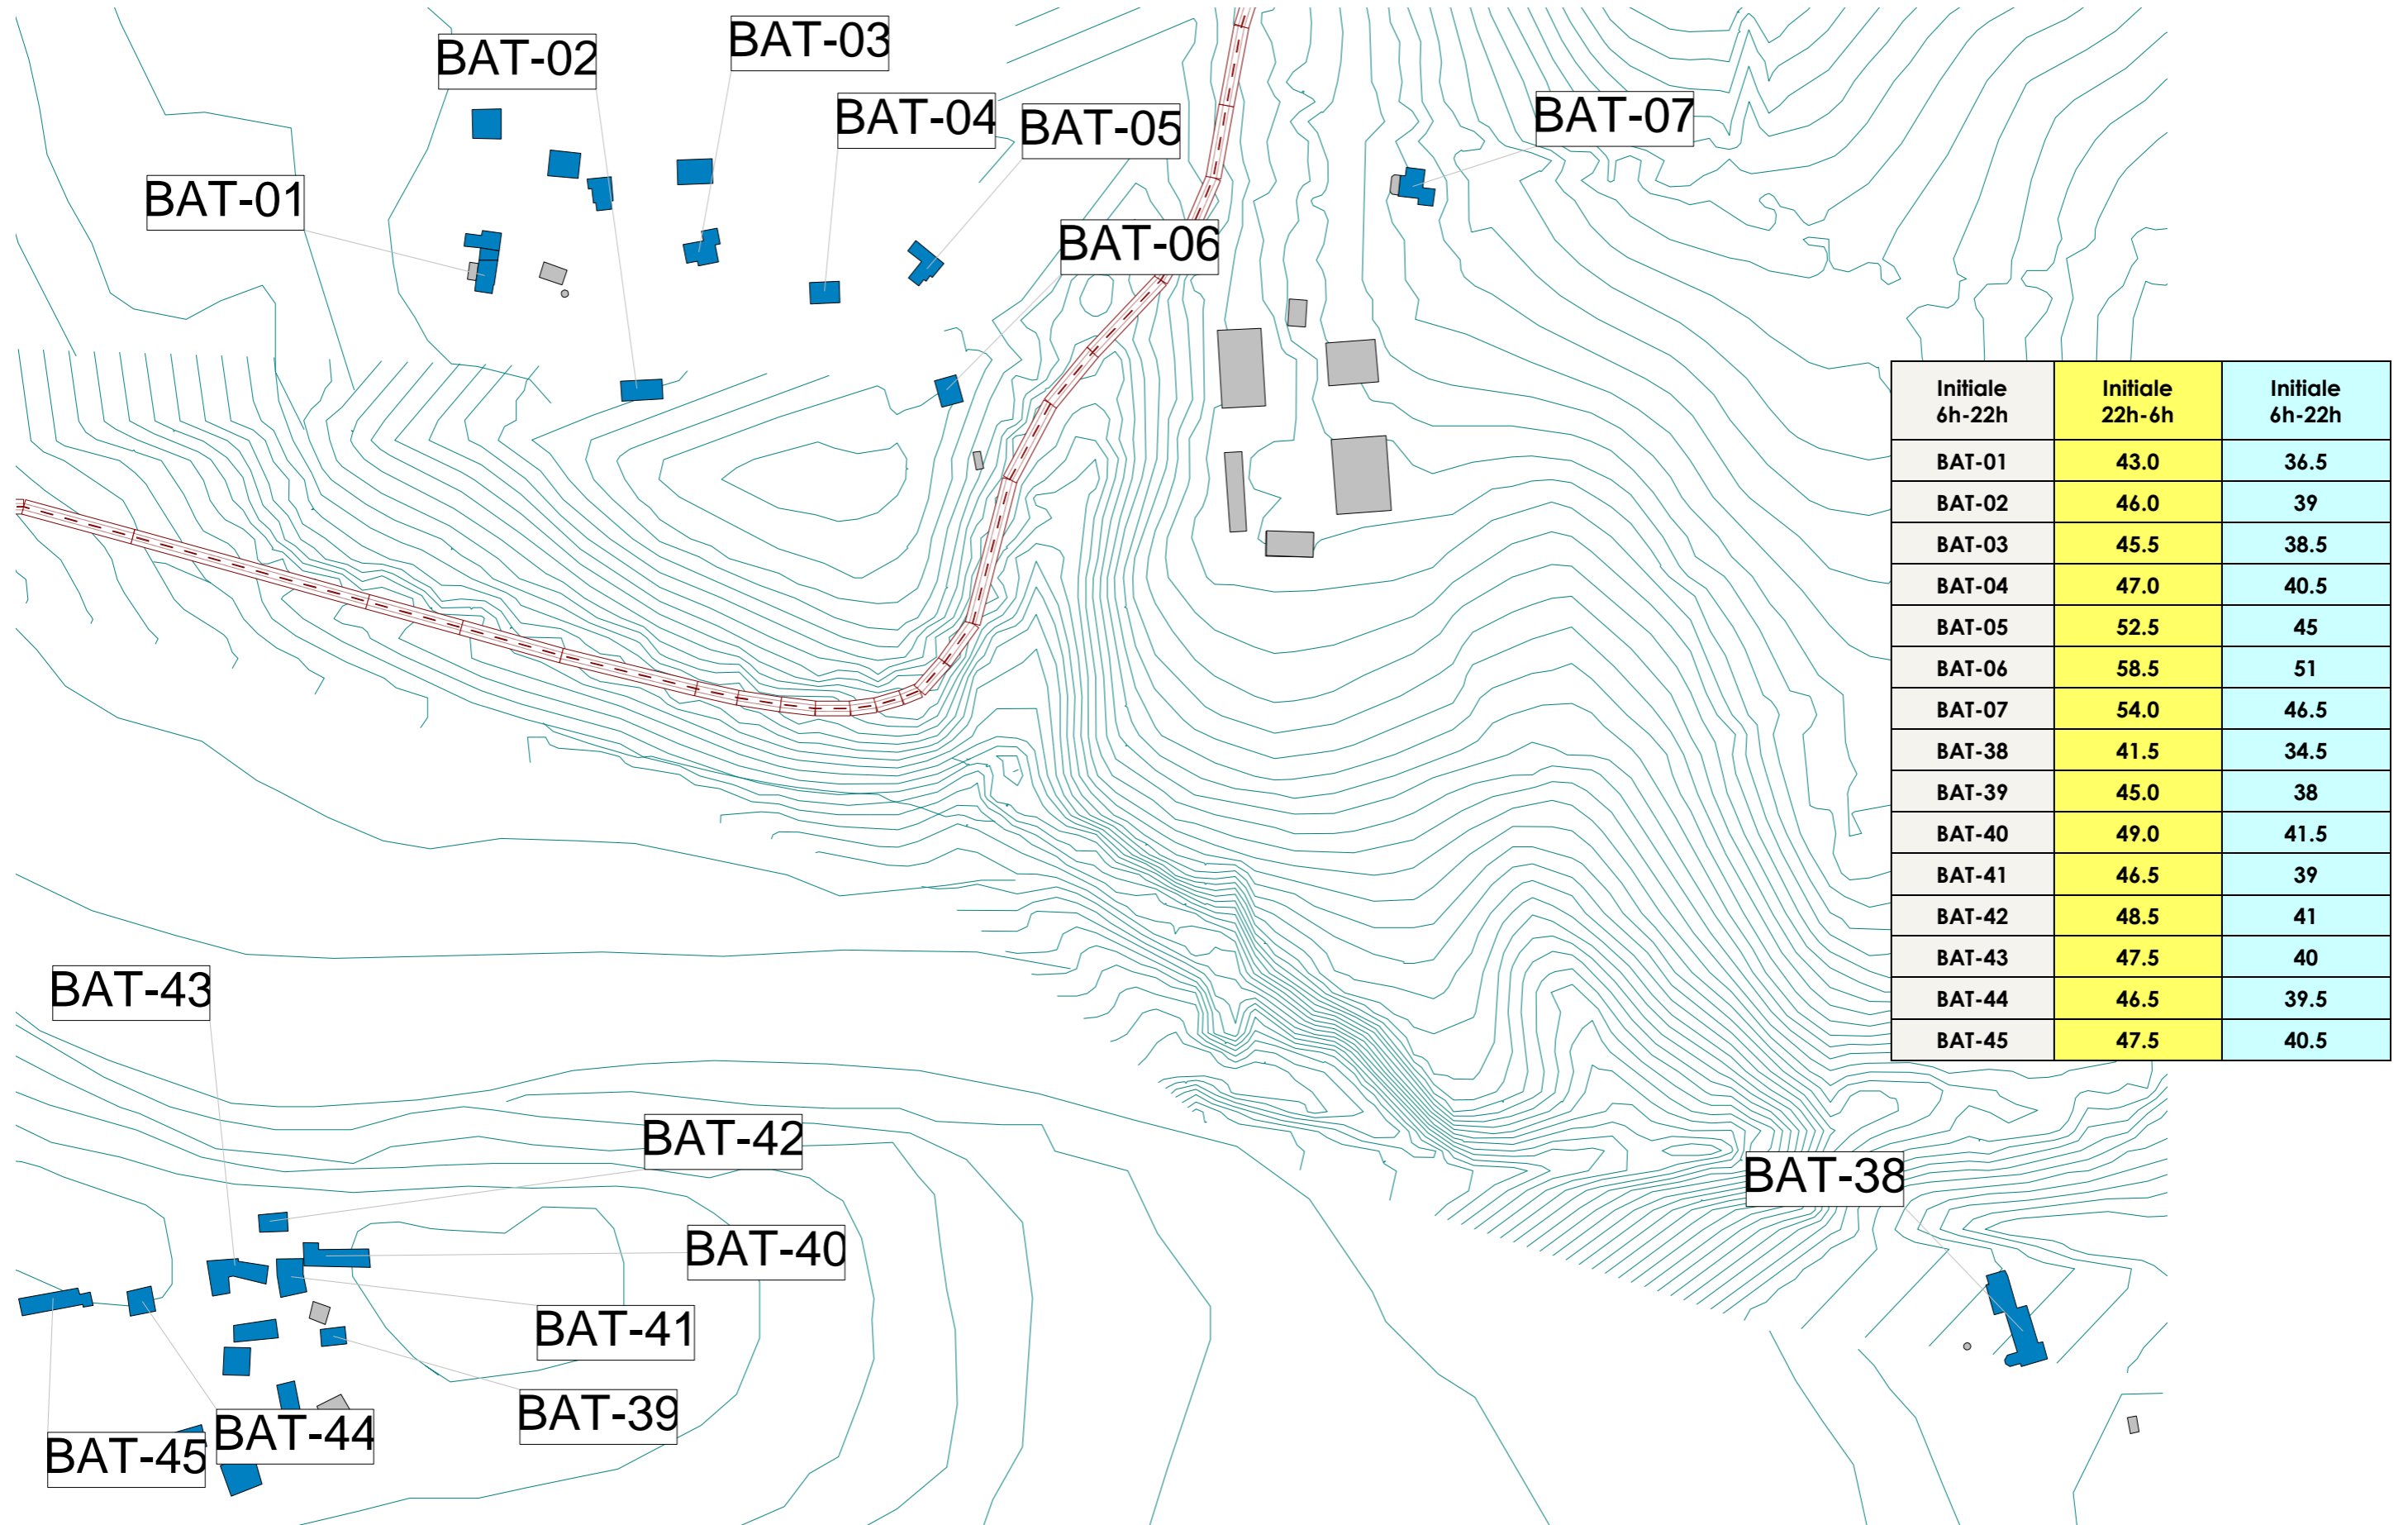 BAT-03
BAT-02
BAT-04
BAT-05
BAT-07
BAT-01
BAT-06
Initiale 6h-22h Initiale 22h-6h Initiale 6h-22h
BAT-01 43.0 36.5
BAT-02 46.0 39
BAT-03 45.5 38.5
BAT-04 47.0 40.5
BAT-05 52.5 45
BAT-06 58.5 51
BAT-07 54.0 46.5
BAT-38 41.5 34.5
BAT-39 45.0 38
BAT-40 49.0 41.5
BAT-41 46.5 39
BAT-42 48.5 41
BAT-43 47.5 40
BAT-44 46.5 39.5
BAT-45 47.5 40.5
BAT-43
BAT-42
BAT-38
BAT-40
BAT-41
BAT-39
BAT-44
BAT-45